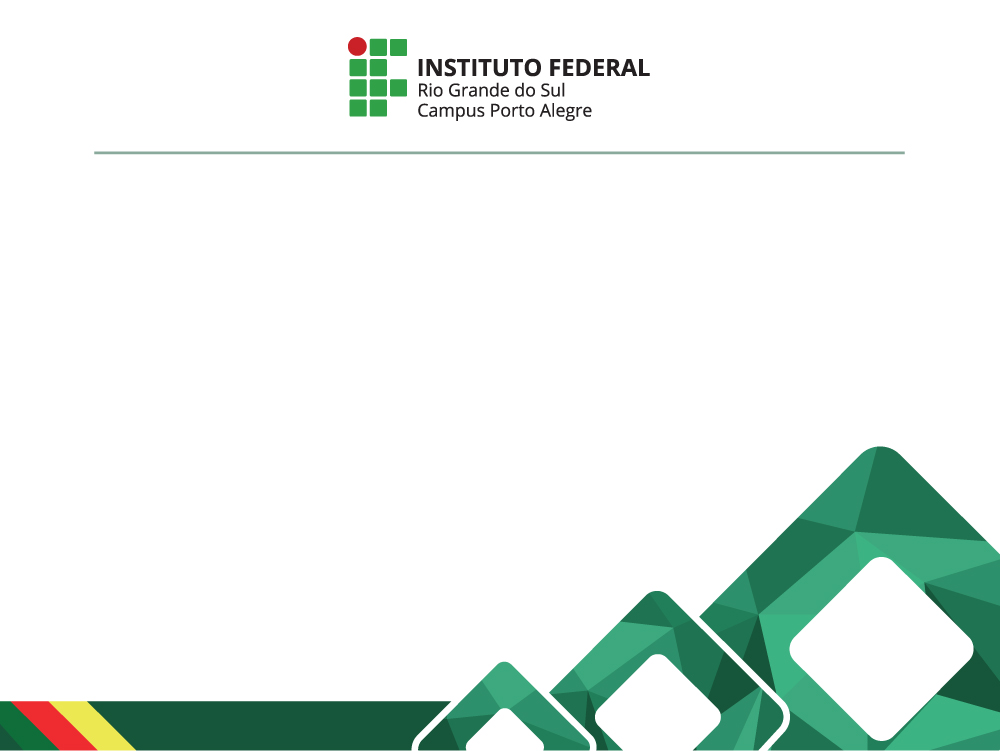 INSTITUTO FEDERAL
Rio Grande do Sul
Campus Porto Alegre